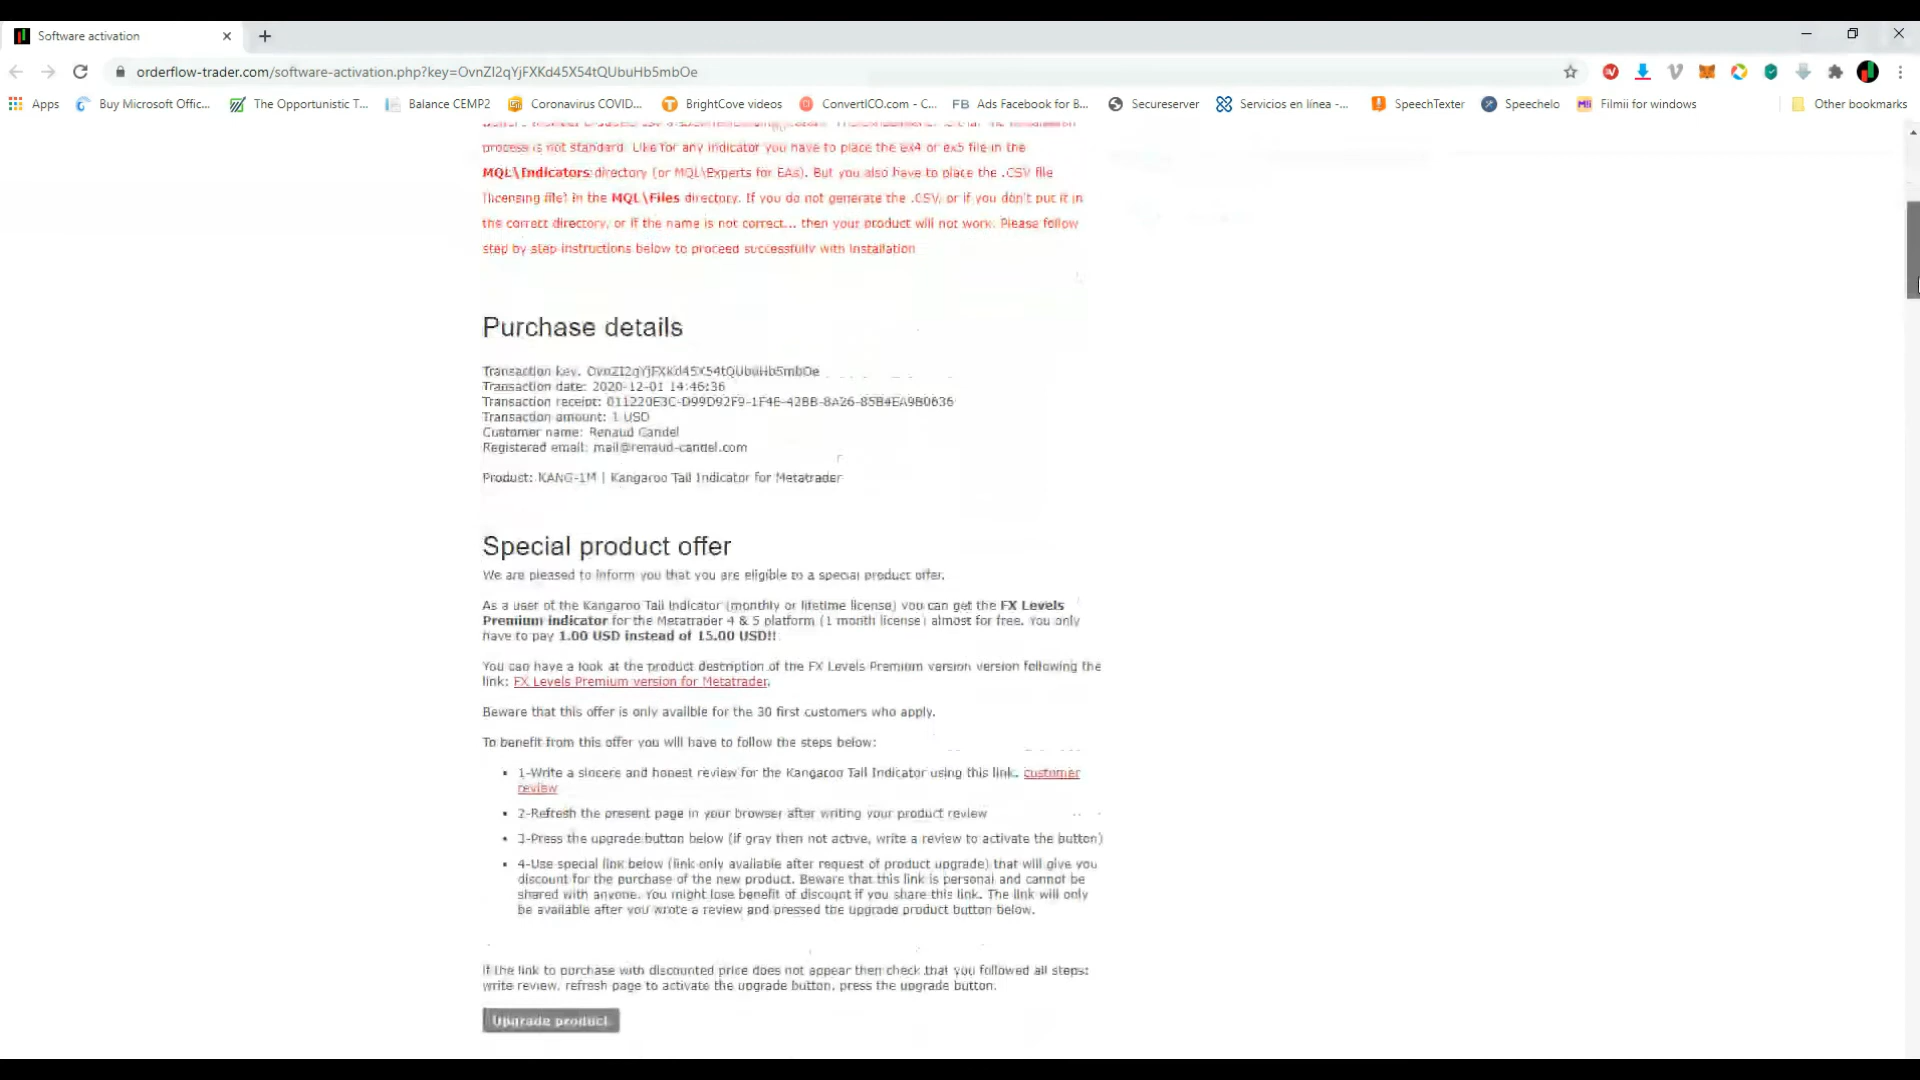 Software activation
orderflow-trader.com/software-activation.php?key=OvnZI2qYjFXKd45X54tQUbuHb5mbOe
Apps
Buy Microsoft Offic...
The Opportunistic T...
Balance CEMP2
Coronavirus COVID...
BrightCove videos
ConvertICO.com - C...
FB Ads Facebook for B...
Secureserver
Servicios en línea -...
SpeechTexter
Speechelo
Filmii for windows
Other bookmarks
process is not standard. Like for any indicator you have to place the ex4 or ex5 file in the
MQL\Indicators directory (or MQL\Experts for EAs). But you also have to place the .CSV file
(licensing file) in the MQL\Files directory. If you do not generate the .CSV, or if you don't put it in
the correct directory, or if the name is not correct... then your product will not work. Please follow
step by step instructions below to proceed successfully with installation
Purchase details
Transaction key. OvnZI2qYjFXKd45X54tQUbuHb5mbOe
Transaction date: 2020-12-01 14:46:36
Transaction receipt: 011220E3C-D99D92F9-1F4E-42BB-8A26-85B4EA9B0636
Transaction amount: 1 USD
Customer name: Renaud Candel
Registered email: mail@renaud-candel.com
Product: KANG-1M | Kangaroo Tail Indicator for Metatrader
Special product offer
We are pleased to inform you that you are eligible to a special product offer.
As a user of the Kangaroo Tail Indicator (monthly or lifetime license) you can get the FX Levels
Premium indicator for the Metatrader 4 & 5 platform (1 month license) almost for free. You only
have to pay 1.00 USD instead of 15.00 USD!!
You can have a look at the product description of the FX Levels Premium version version following the
link: FX Levels Premium version for Metatrader.
Beware that this offer is only availble for the 30 first customers who apply.
To benefit from this offer you will have to follow the steps below:
1-Write a sincere and honest review for the Kangaroo Tail Indicator using this link. customer
review
2-Refresh the present page in your browser after writing your product review
3-Press the upgrade button below (if gray then not active, write a review to activate the button)
4-Use special link below (link only available after request of product upgrade) that will give you
discount for the purchase of the new product. Beware that this link is personal and cannot be
shared with anyone. You might lose benefit of discount if you share this link. The link will only
be available after you wrote a review and pressed the upgrade product button below.
If the link to purchase with discounted price does not appear then check that you followed all steps:
write review, refresh page to activate the upgrade button, press the upgrade button.
Upgrade product